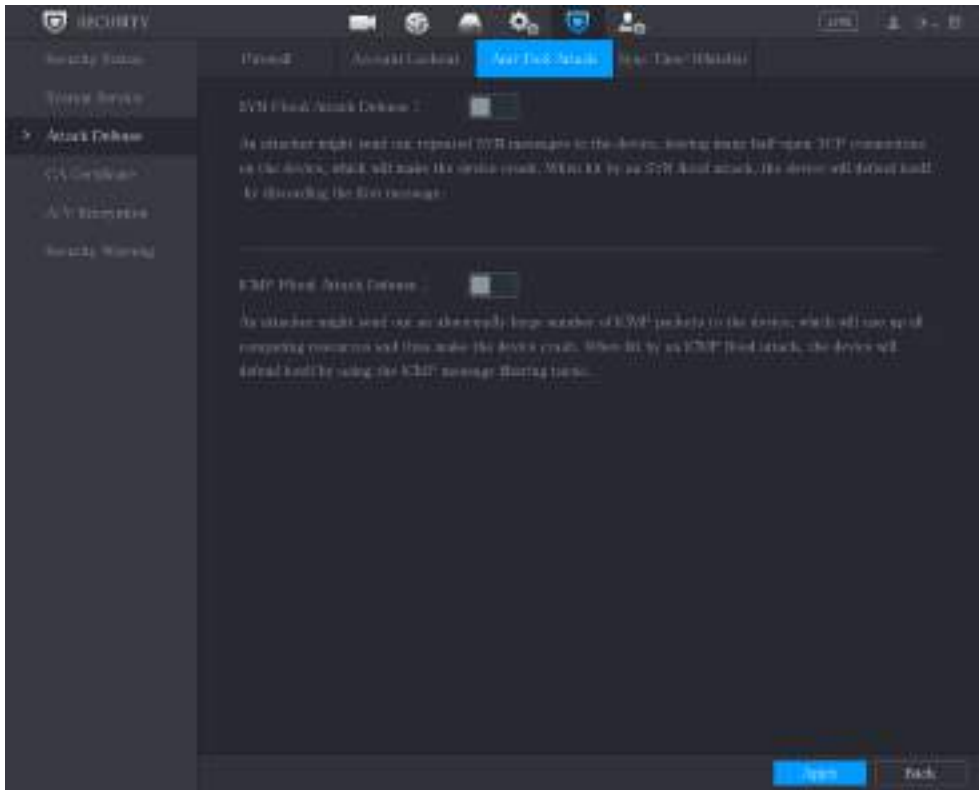 SECURITY
LIVE
Security Status
System Service
Attack Defense
CA Certificate
A/V Encryption
Security Warning
Firewall
Account Lockout
Anti-DoS Attack
Sync Time-Whitelist
SYN Flood Attack Defense :
An attacker might send out repeated SYN messages to the device, leaving many half-open TCP connections
on the device, which will make the device crash. When hit by an SYN flood attack, the device will defend itself
by discarding the first message.
ICMP Flood Attack Defense :
An attacker might send out an abnormally large number of ICMP packets to the device, which will use up all
computing resources and thus make the device crash. When hit by an ICMP flood attack, the device will
defend itself by using the ICMP message filtering tactic.
Apply
Back